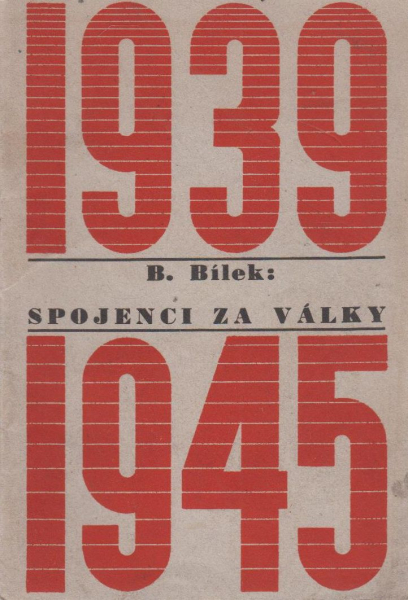 1939
B. Bílek:
SPOJENCI ZA VÁLKY
1945